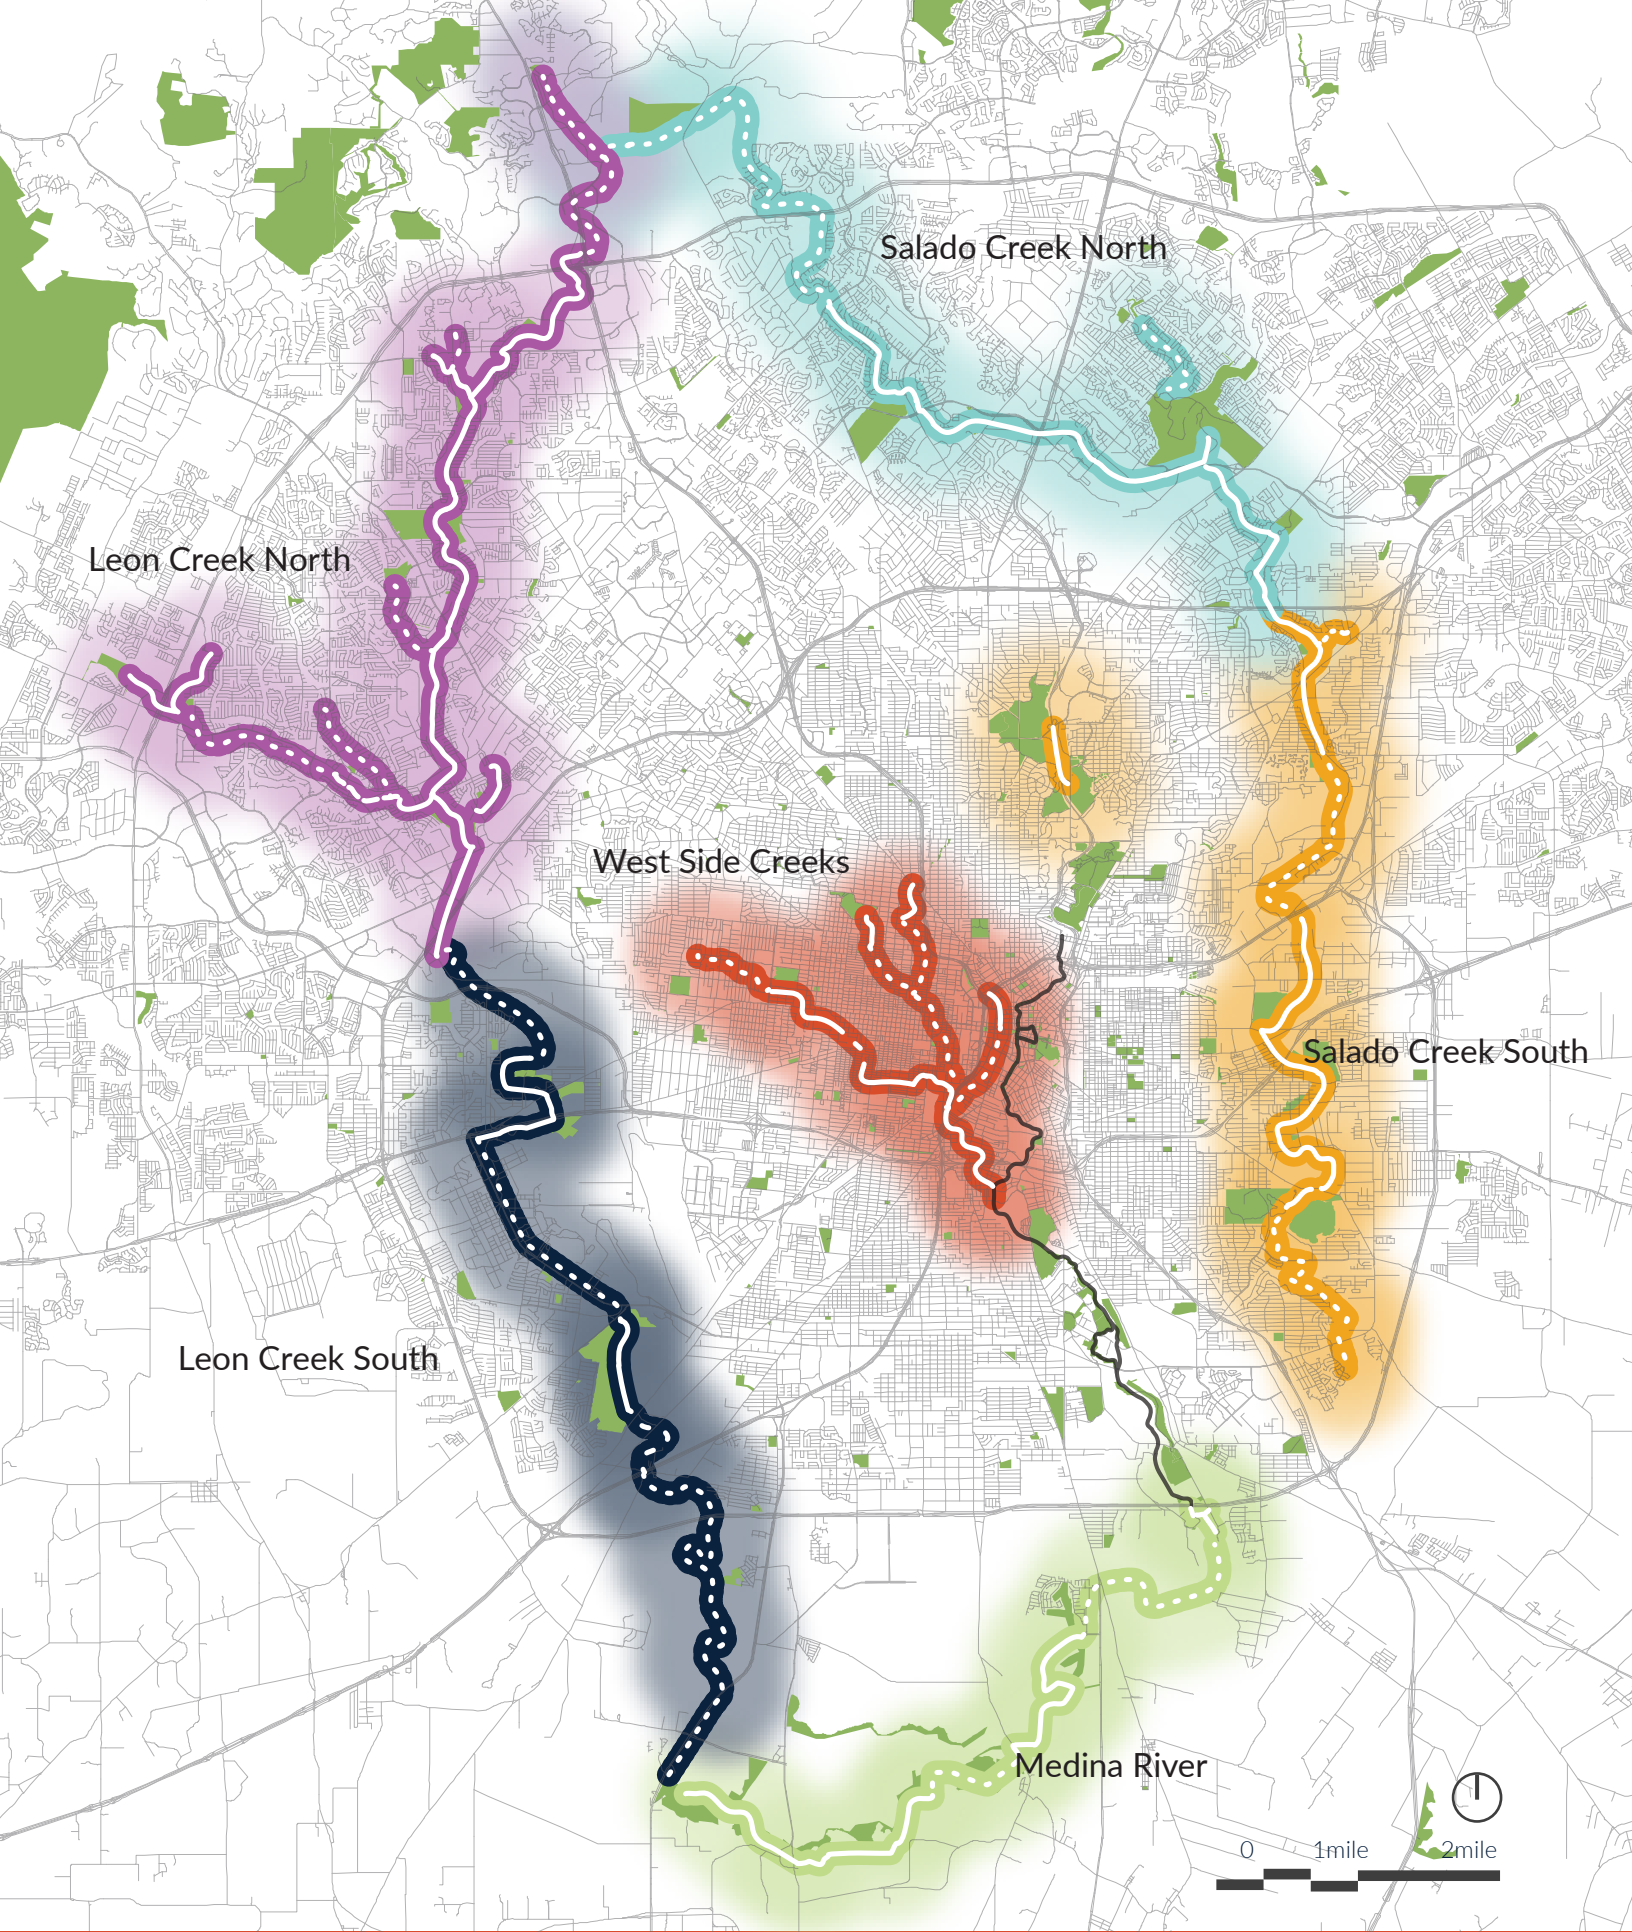 Salado Creek North
Leon Creek North
West Side Creeks
Salado Creek South
Leon Creek South
Medina River
0 1mile 2mile